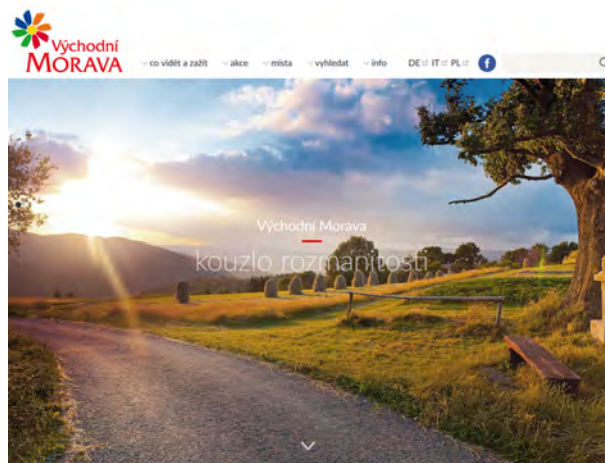 Východní
MORAVA
co vidět a zažít akce místa vyhledat info DE IT PL f
Východní Morava
kouzlo rozmanitosti